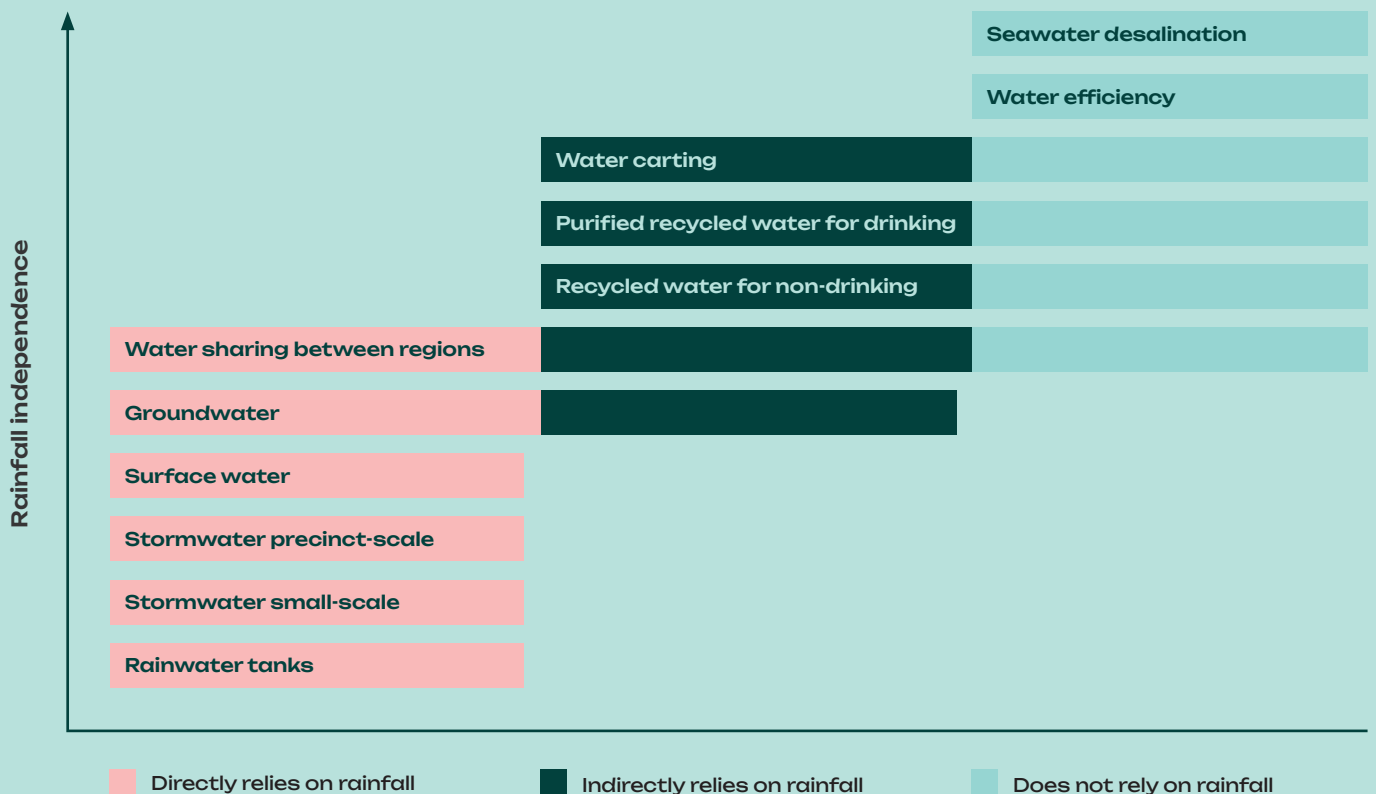 Seawater desalination
Water efficiency
Water carting
Purified recycled water for drinking
Recycled water for non-drinking
Water sharing between regions
Groundwater
Surface water
Stormwater precinct-scale
Stormwater small-scale
Rainwater tanks
Rainfall independence
Directly relies on rainfall
Indirectly relies on rainfall
Does not rely on rainfall